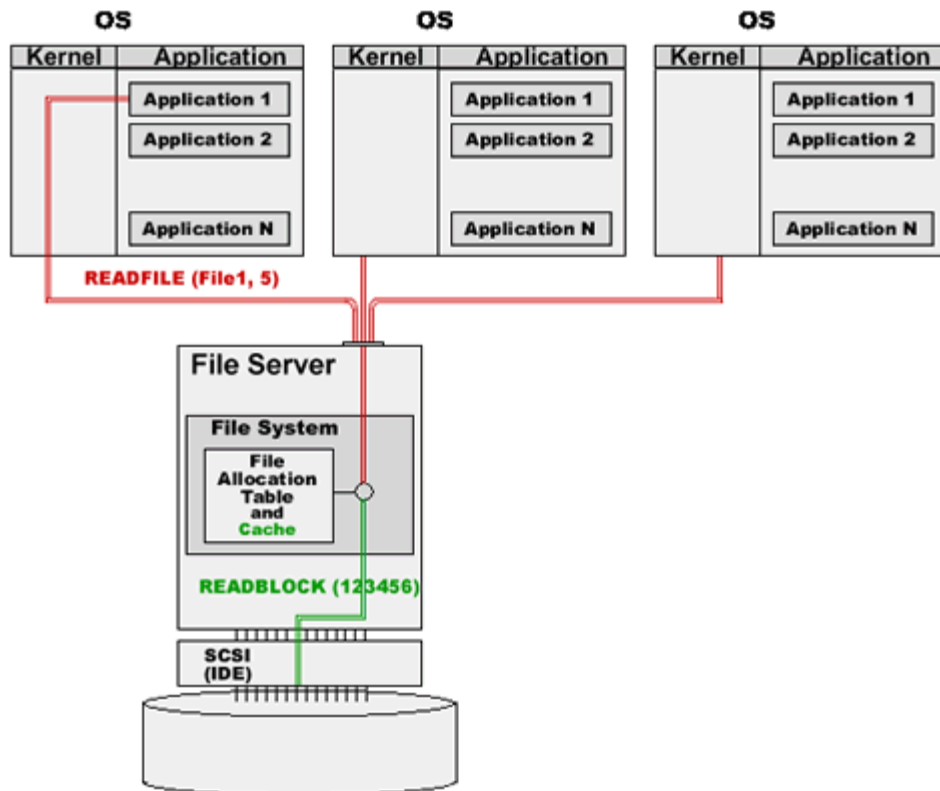 OS OS OS
Kernel Application Kernel Application Kernel Application
Application 1 Application 1 Application 1
Application 2 Application 2 Application 2
Application N Application N Application N
READFILE (File1, 5)
File Server
File System
File
Allocation
Table
and
Cache
READBLOCK (123456)
SCSI
(IDE)